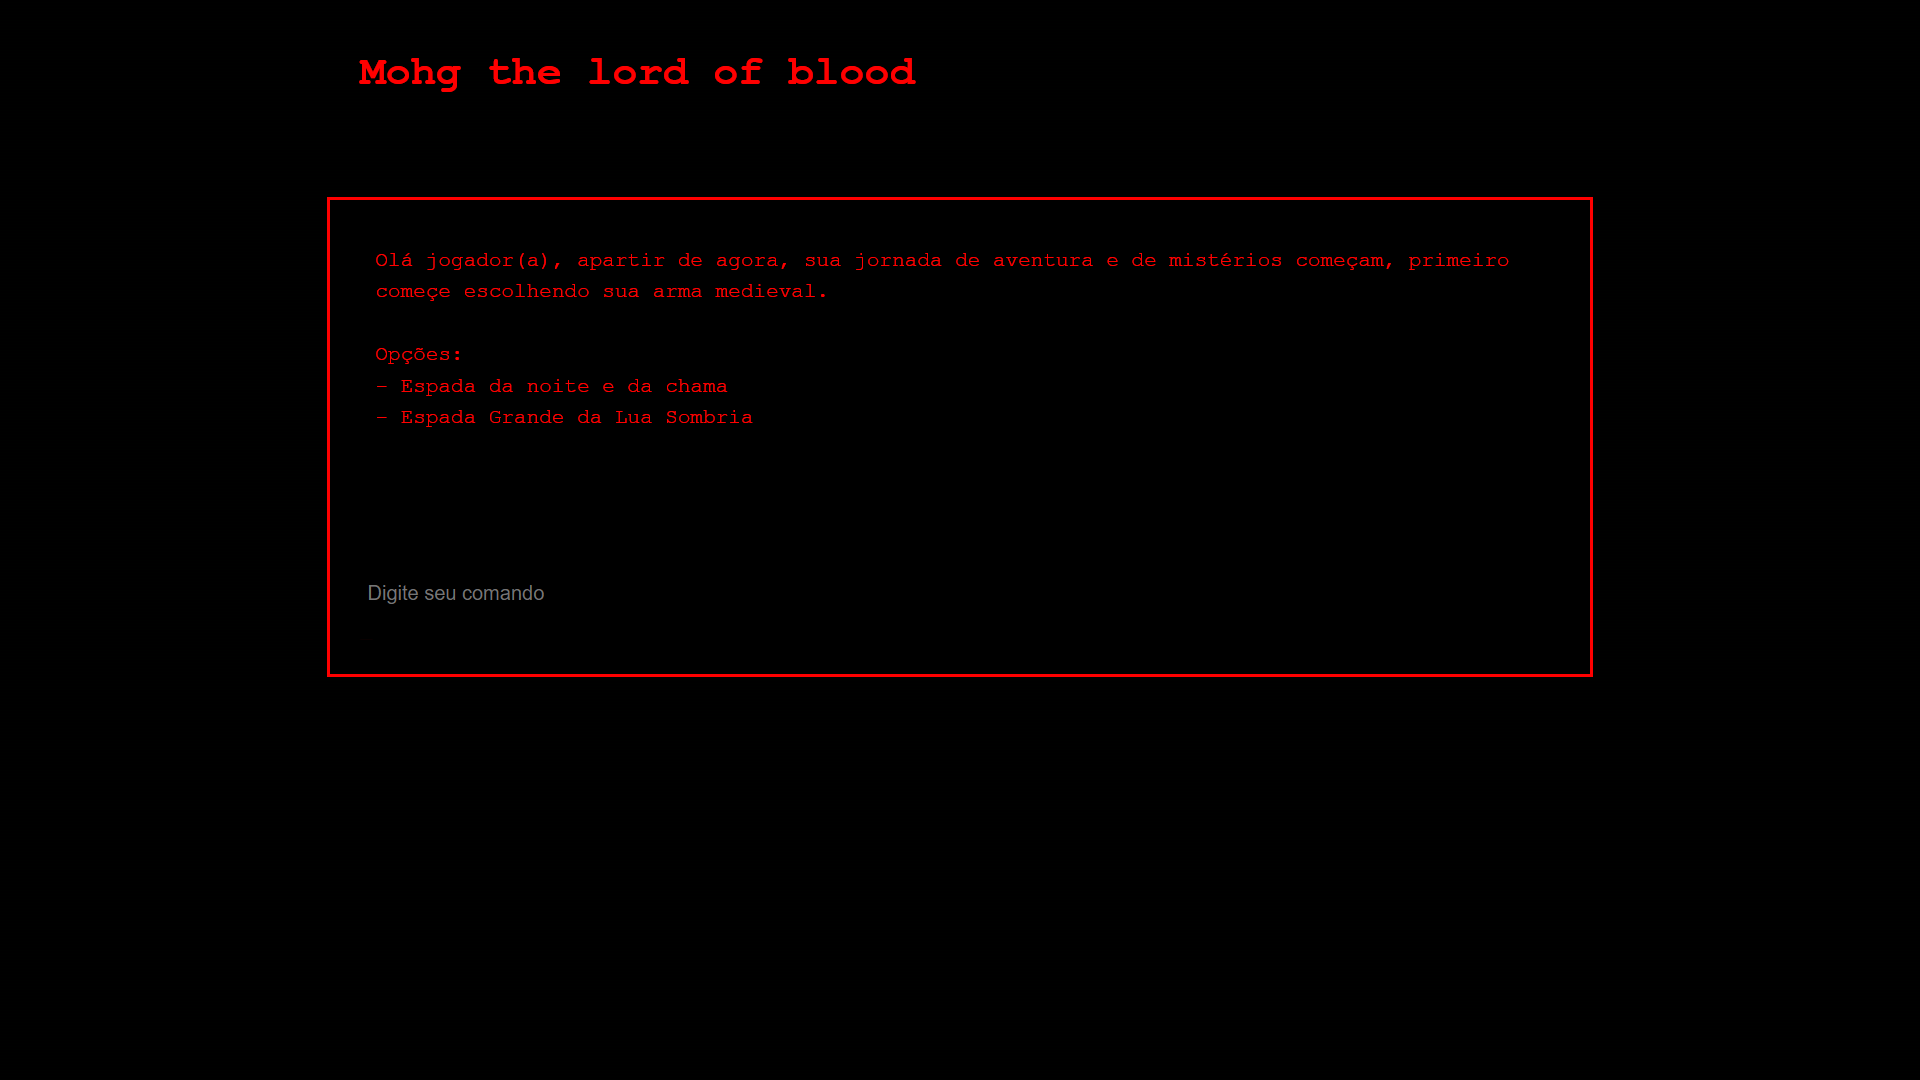 Mohg the lord of blood
Olá jogador(a), apartir de agora, sua jornada de aventura e de mistérios começam, primeiro
começe escolhendo sua arma medieval.
Opções:
- Espada da noite e da chama
- Espada Grande da Lua Sombria
Digite seu comando